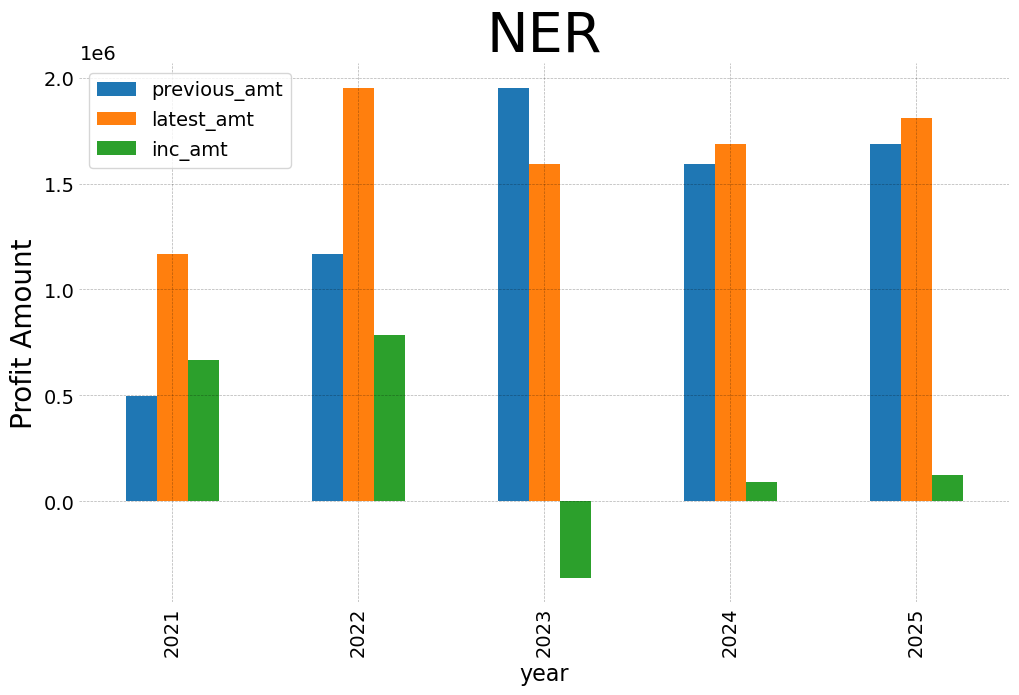 NER
1e6
previous_amt
latest_amt
inc_amt
2.0
1.5
1.0
0.5
0.0
Profit Amount
2021
2022
2023
2024
2025
year